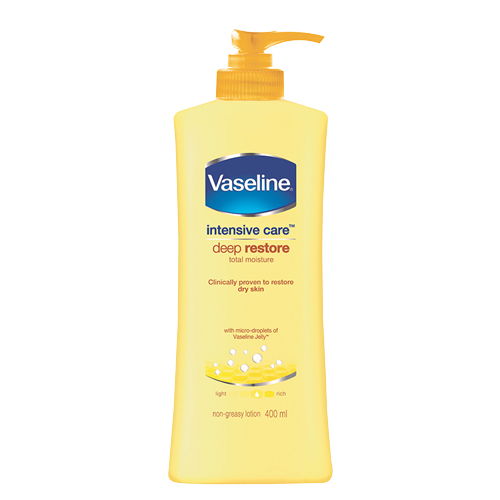 Vaseline
intensive care™
deep restore
total moisture
Clinically proven to restore
dry skin
with micro-droplets of
Vaseline Jelly™
light
rich
non-greasy lotion 400 ml